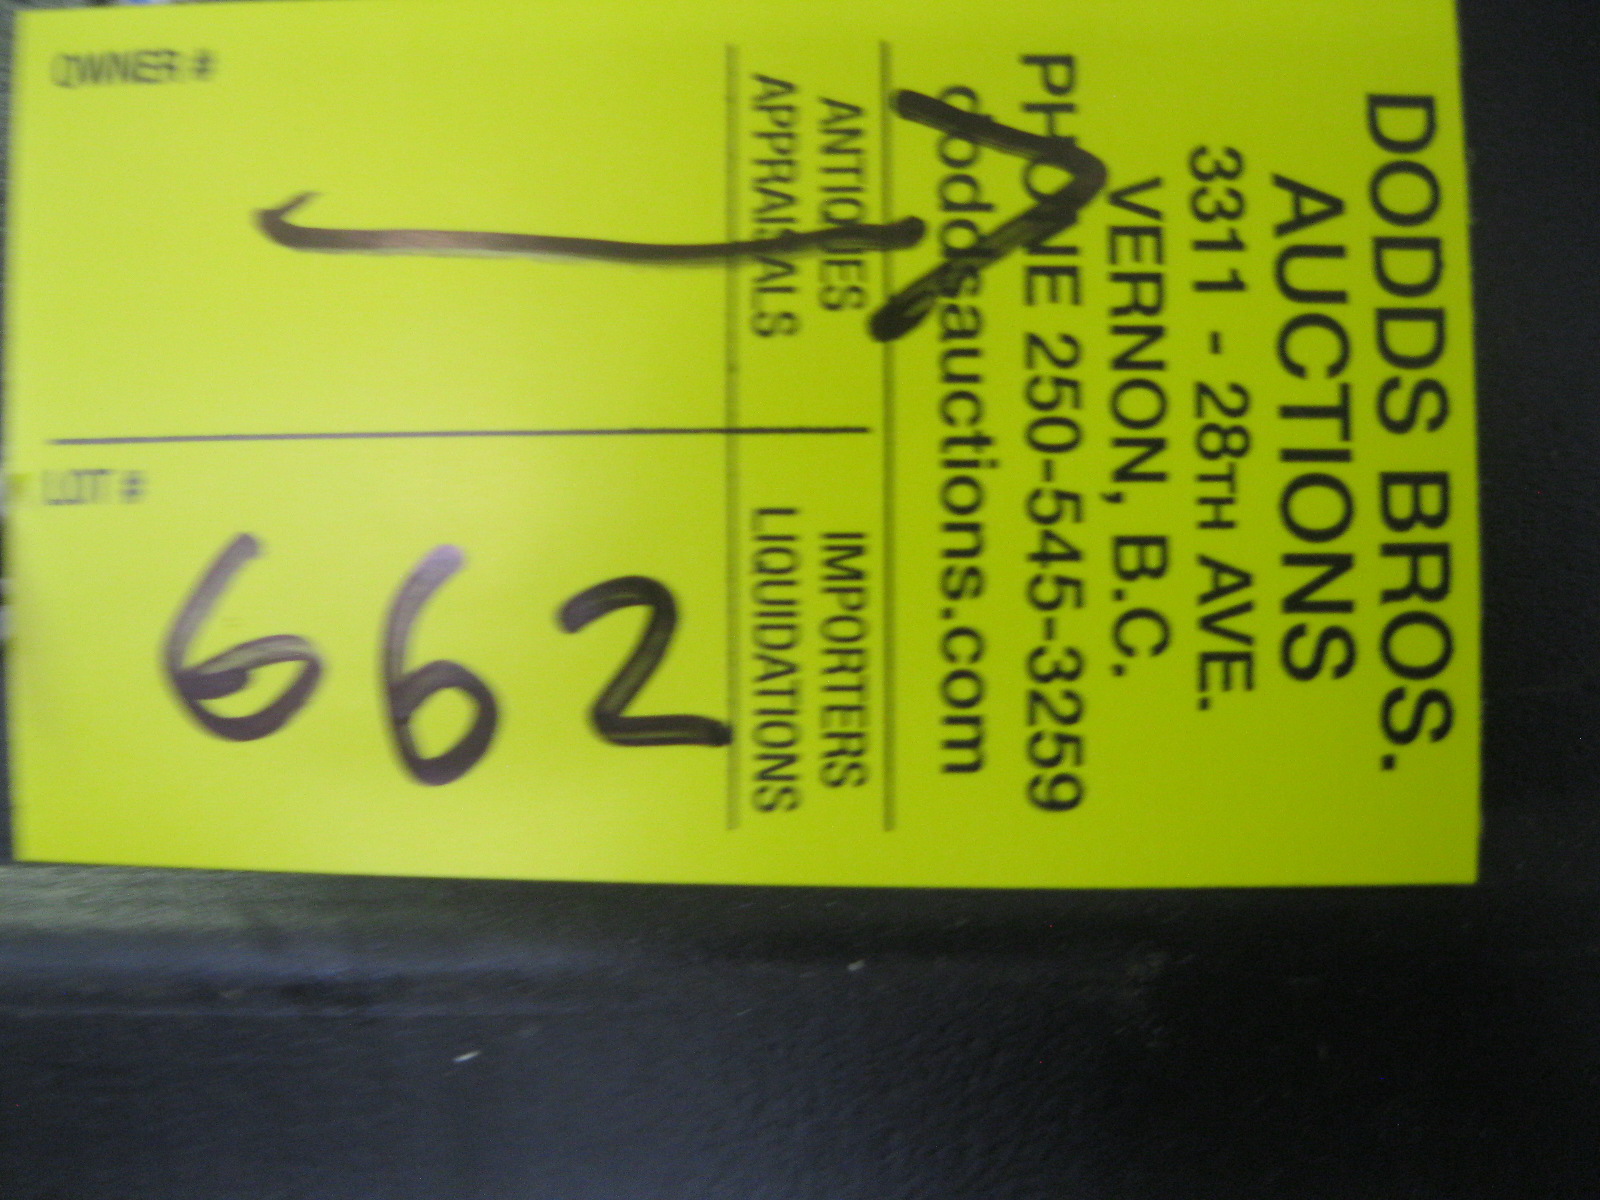 DODDS BROS.
AUCTIONS
3311 - 28TH AVE.
VERNON, B.C.
PHONE 250-545-3259
doddsauctions.com
ANTIQUES IMPORTERS
APPRAISALS LIQUIDATIONS
OWNER #
LOT #
662